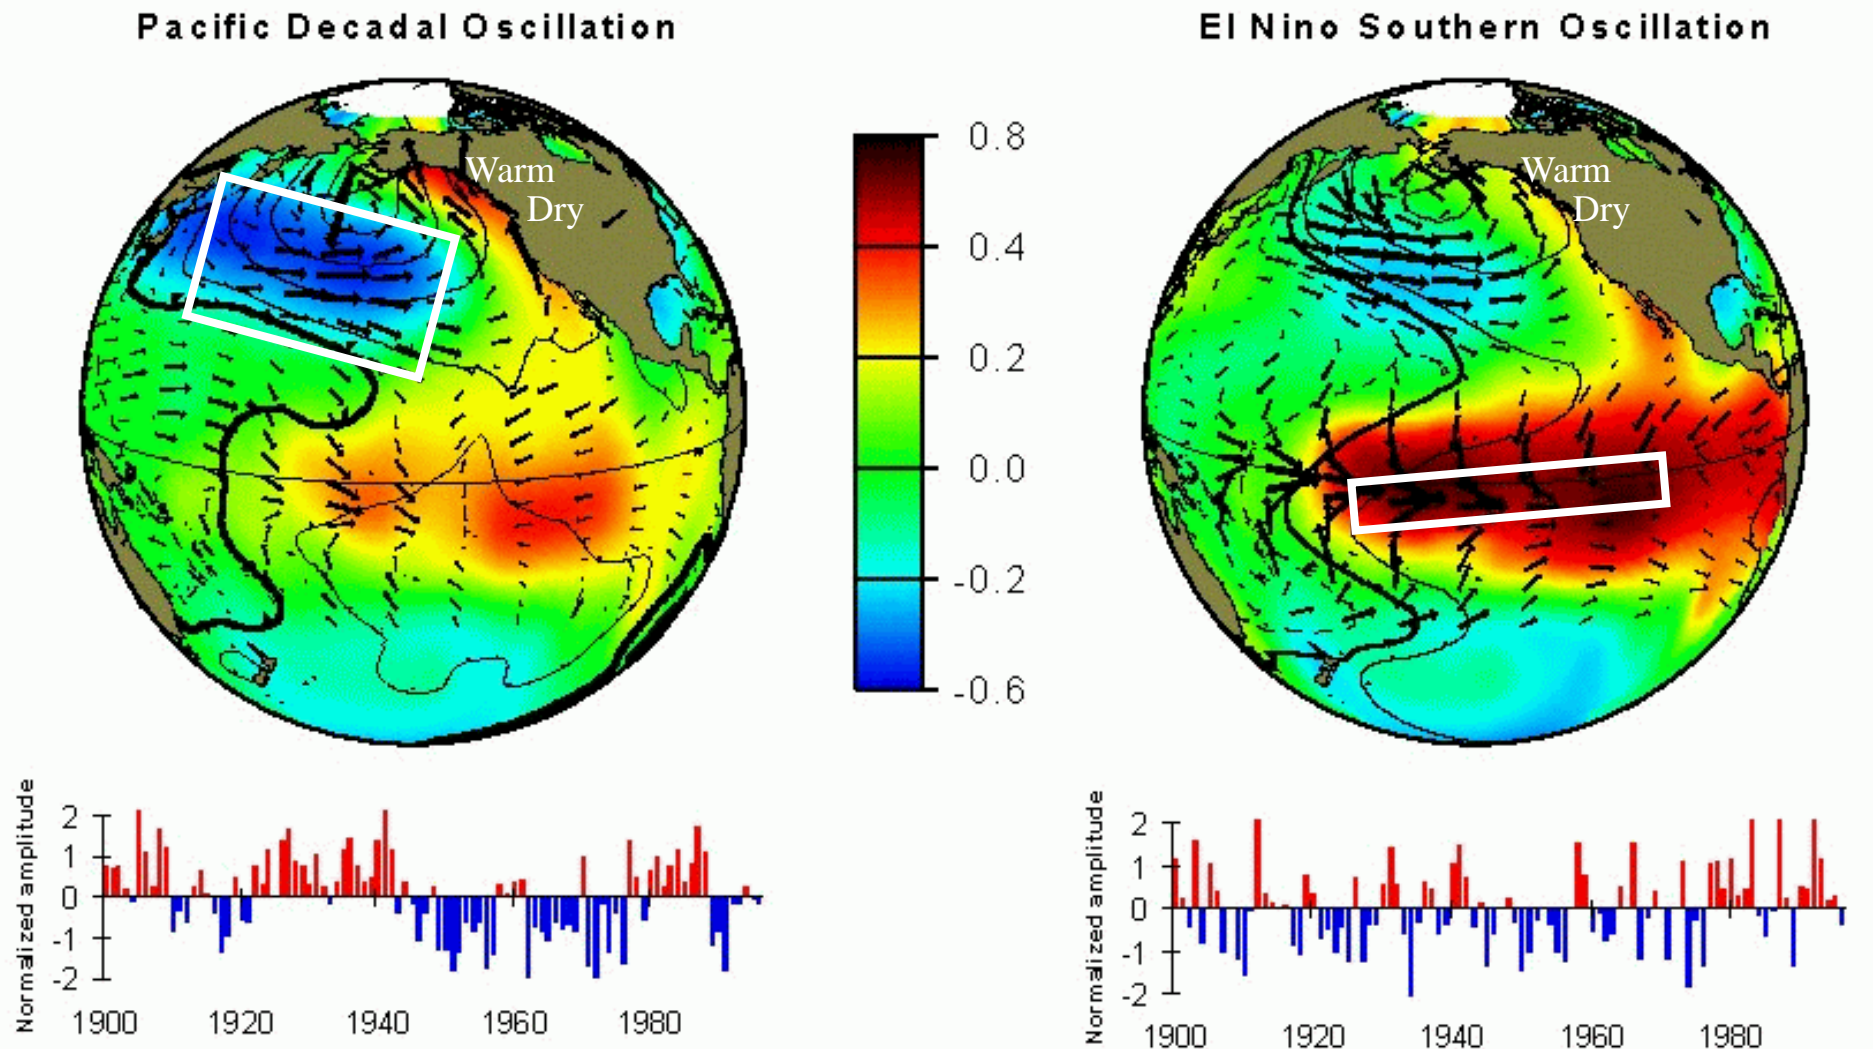 Pacific Decadal Oscillation
El Nino Southern Oscillation
Warm
Dry
0.8
0.4
0.2
0.0
-0.2
-0.6
Warm
Dry
Normalized amplitude
2
1
0
-1
-2
1900 1920 1940 1960 1980
Normalized amplitude
2
1
0
-1
-2
1900 1920 1940 1960 1980